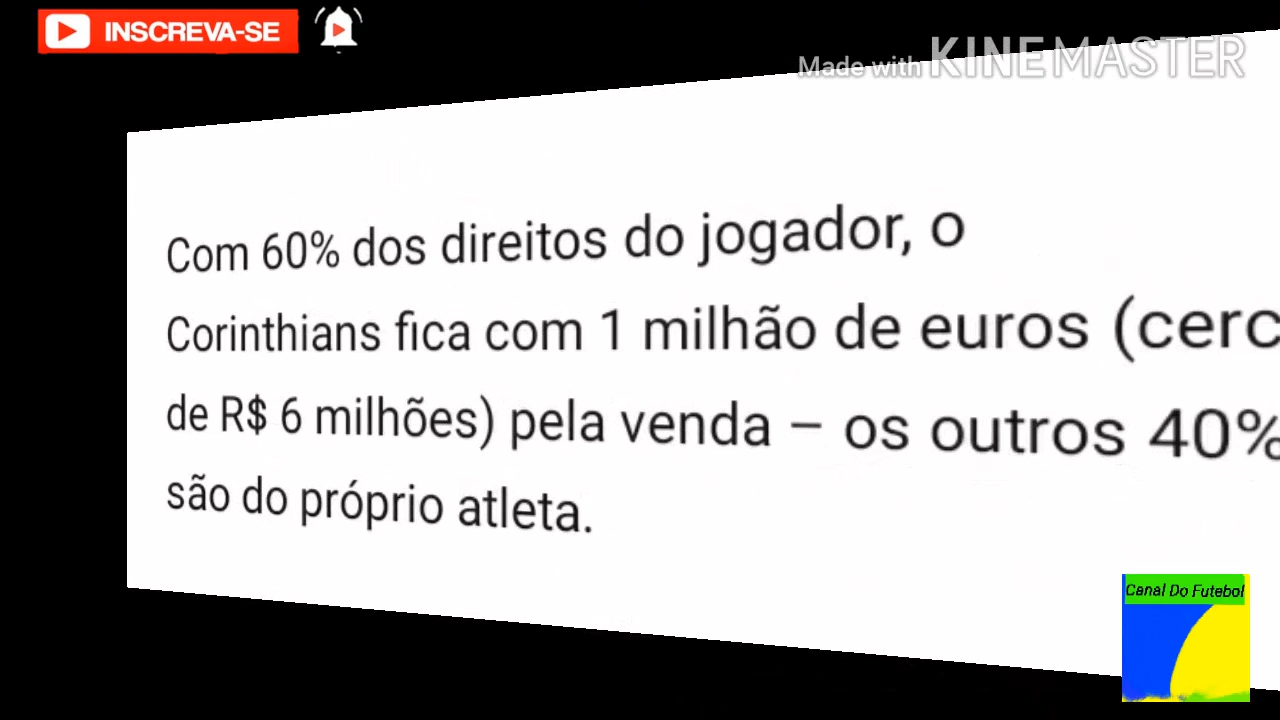 INSCREVA-SE
Made with KINEMASTER
Com 60% dos direitos do jogador, o
Corinthians fica com 1 milhão de euros (cerc
de R$ 6 milhões) pela venda – os outros 40%
são do próprio atleta.
Canal Do Futebol